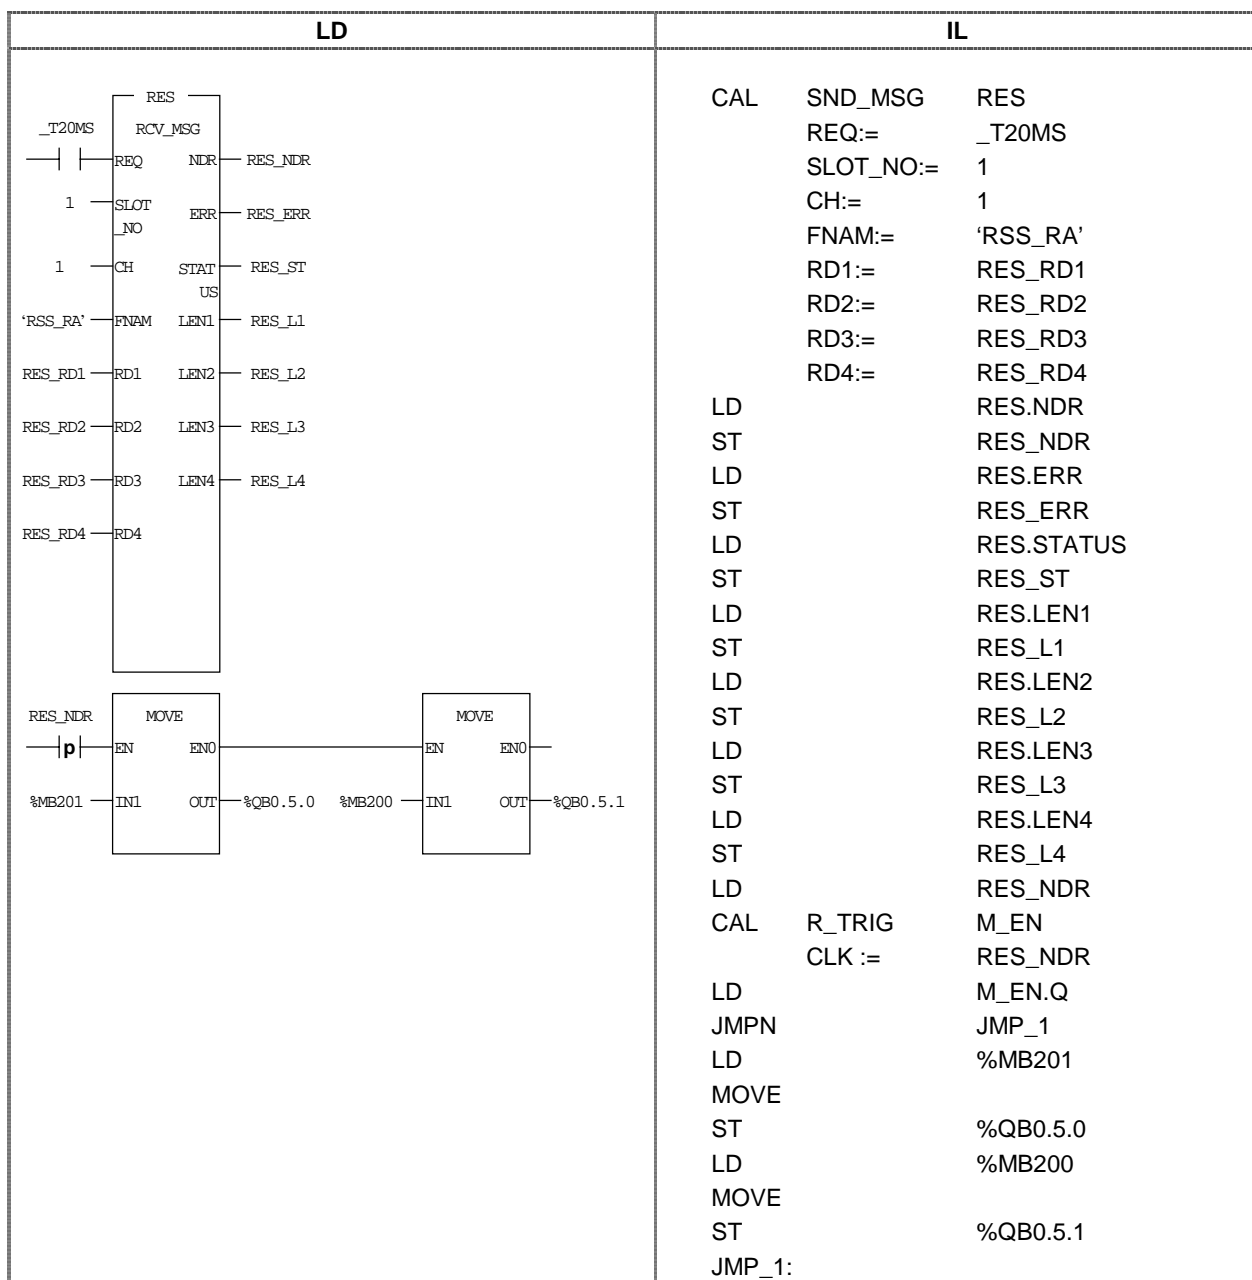 LD
IL
RES
_T20MS RCV_MSG
REQ NDR RES_NDR
1 SLOT
_NO ERR RES_ERR
1 CH STAT
US RES_ST
‘RSS_RA’ FNAM LEN1 RES_L1
RES_RD1 RD1 LEN2 RES_L2
RES_RD2 RD2 LEN3 RES_L3
RES_RD3 RD3 LEN4 RES_L4
RES_RD4 RD4
RES_NDR MOVE MOVE
p EN EN0 EN EN0
%MB201 IN1 OUT %QB0.5.0 %MB200 IN1 OUT %QB0.5.1
CAL SND_MSG RES
REQ:= _T20MS
SLOT_NO:= 1
CH:= 1
FNAM:= ‘RSS_RA’
RD1:= RES_RD1
RD2:= RES_RD2
RD3:= RES_RD3
RD4:= RES_RD4
LD RES.NDR
ST RES_NDR
LD RES.ERR
ST RES_ERR
LD RES.STATUS
ST RES_ST
LD RES.LEN1
ST RES_L1
LD RES.LEN2
ST RES_L2
LD RES.LEN3
ST RES_L3
LD RES.LEN4
ST RES_L4
LD RES_NDR
CAL R_TRIG M_EN
CLK := RES_NDR
LD M_EN.Q
JMPN JMP_1
LD %MB201
MOVE
ST %QB0.5.0
LD %MB200
MOVE
ST %QB0.5.1
JMP_1: